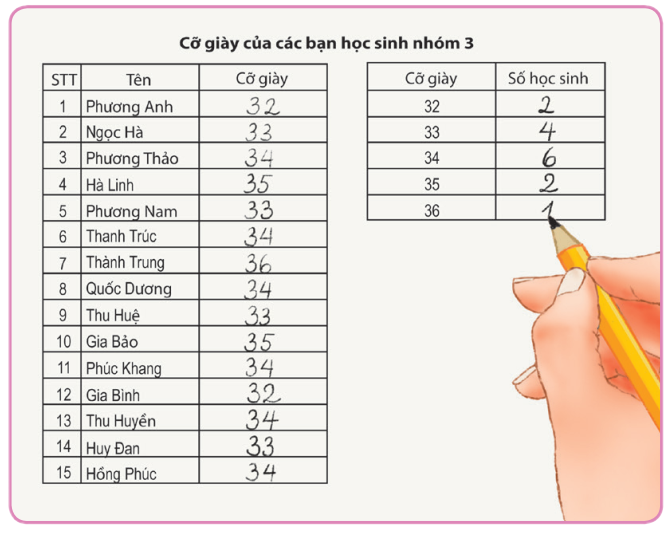 Cỡ giày của các bạn học sinh nhóm 3
STT Tên Cỡ giày
1 Phương Anh 32
2 Ngọc Hà 33
3 Phương Thảo 34
4 Hà Linh 35
5 Phương Nam 33
6 Thanh Trúc 34
7 Thành Trung 36
8 Quốc Dương 34
9 Thu Huệ 33
10 Gia Bảo 35
11 Phúc Khang 34
12 Gia Bình 32
13 Thu Huyền 34
14 Huy Đan 33
15 Hồng Phúc 34
Cỡ giày Số học sinh
32 2
33 4
34 6
35 2
36 1